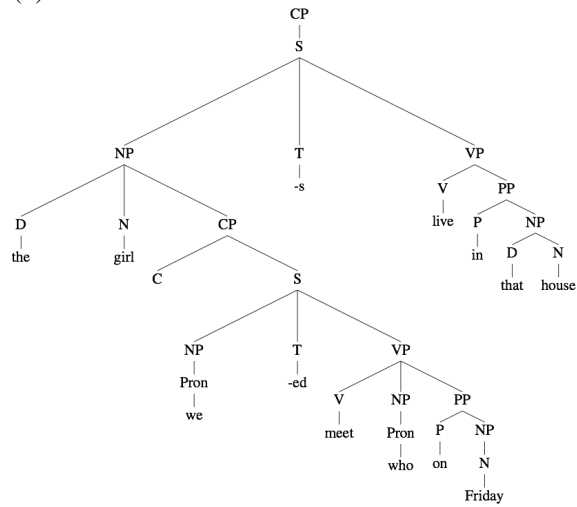 CP
S
NP T VP
-s
V PP
live
D N CP P NP
the girl in
D N
C S that house
NP T VP
Pron -ed
we
V NP PP
meet Pron P NP
who on N
Friday